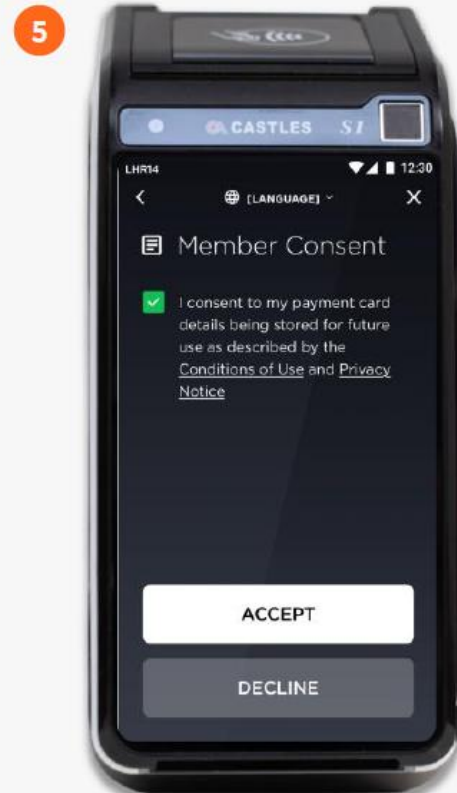 5
CASTLES S1
LHR14 12:30
[LANGUAGE]
Member Consent
I consent to my payment card
details being stored for future
use as described by the
Conditions of Use and Privacy
Notice
ACCEPT
DECLINE